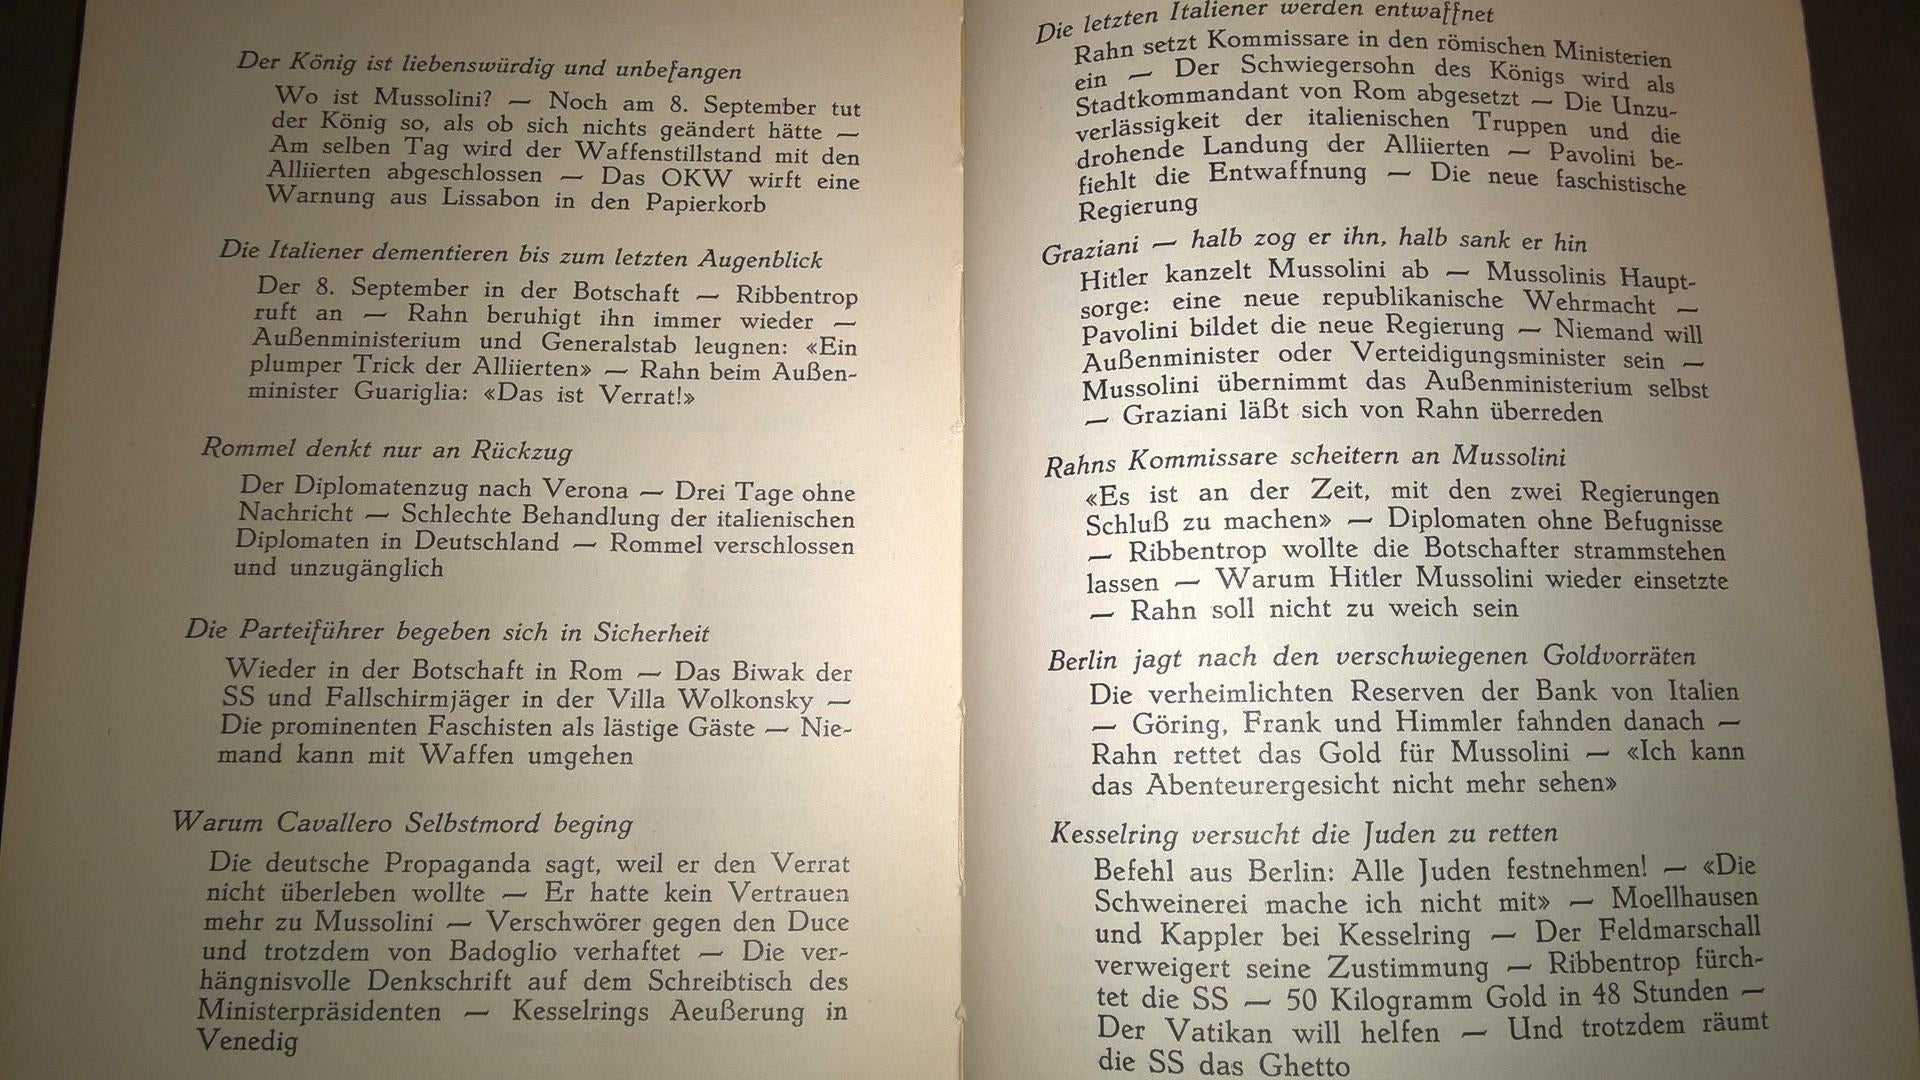 Der König ist liebenswürdig und unbefangen
Wo ist Mussolini? — Noch am 8. September tut
der König so, als ob sich nichts geändert hätte —
Am selben Tag wird der Waffenstillstand mit den
Alliierten abgeschlossen — Das OKW wirft eine
Warnung aus Lissabon in den Papierkorb
Die Italiener dementieren bis zum letzten Augenblick
Der 8. September in der Botschaft — Ribbentrop
ruft an — Rahn beruhigt ihn immer wieder —
Außenministerium und Generalstab leugnen: «Ein
plumper Trick der Alliierten» — Rahn beim Außen-
minister Guariglia: «Das ist Verrat!»
Rommel denkt nur an Rückzug
Der Diplomatenzug nach Verona — Drei Tage ohne
Nachricht — Schlechte Behandlung der italienischen
Diplomaten in Deutschland — Rommel verschlossen
und unzugänglich
Die Parteiführer begeben sich in Sicherheit
Wieder in der Botschaft in Rom — Das Biwak der
SS und Fallschirmjäger in der Villa Wolkonsky —
Die prominenten Faschisten als lästige Gäste — Nie-
mand kann mit Waffen umgehen
Warum Cavallero Selbstmord beging
Die deutsche Propaganda sagt, weil er den Verrat
nicht überleben wollte — Er hatte kein Vertrauen
mehr zu Mussolini — Verschwörer gegen den Duce
und trotzdem von Badoglio verhaftet — Die ver-
hängnisvolle Denkschrift auf dem Schreibtisch des
Ministerpräsidenten — Kesselrings Aeußerung in
Venedig
Die letzten Italiener werden entwaffnet
Rahn setzt Kommissare in den römischen Ministerien
ein — Der Schwiegersohn des Königs wird als
Stadtkommandant von Rom abgesetzt — Die Unzu-
verlässigkeit der italienischen Truppen und die
drohende Landung der Alliierten — Pavolini be-
fiehlt die Entwaffnung — Die neue faschistische
Regierung
Graziani — halb zog er ihn, halb sank er hin
Hitler kanzelt Mussolini ab — Mussolinis Haupt-
sorge: eine neue republikanische Wehrmacht —
Pavolini bildet die neue Regierung — Niemand will
Außenminister oder Verteidigungsminister sein —
Mussolini übernimmt das Außenministerium selbst
— Graziani läßt sich von Rahn überreden
Rahns Kommissare scheitern an Mussolini
«Es ist an der Zeit, mit den zwei Regierungen
Schluß zu machen» — Diplomaten ohne Befugnisse
— Ribbentrop wollte die Botschafter strammstehen
lassen — Warum Hitler Mussolini wieder einsetzte
— Rahn soll nicht zu weich sein
Berlin jagt nach den verschwiegenen Goldvorräten
Die verheimlichten Reserven der Bank von Italien
— Göring, Frank und Himmler fahnden danach —
Rahn rettet das Gold für Mussolini — «Ich kann
das Abenteurergesicht nicht mehr sehen»
Kesselring versucht die Juden zu retten
Befehl aus Berlin: Alle Juden festnehmen! — «Die
Schweinerei mache ich nicht mit» — Moellhausen
und Kappler bei Kesselring — Der Feldmarschall
verweigert seine Zustimmung — Ribbentrop fürch-
tet die SS — 50 Kilogramm Gold in 48 Stunden —
Der Vatikan will helfen — Und trotzdem räumt
die SS das Ghetto